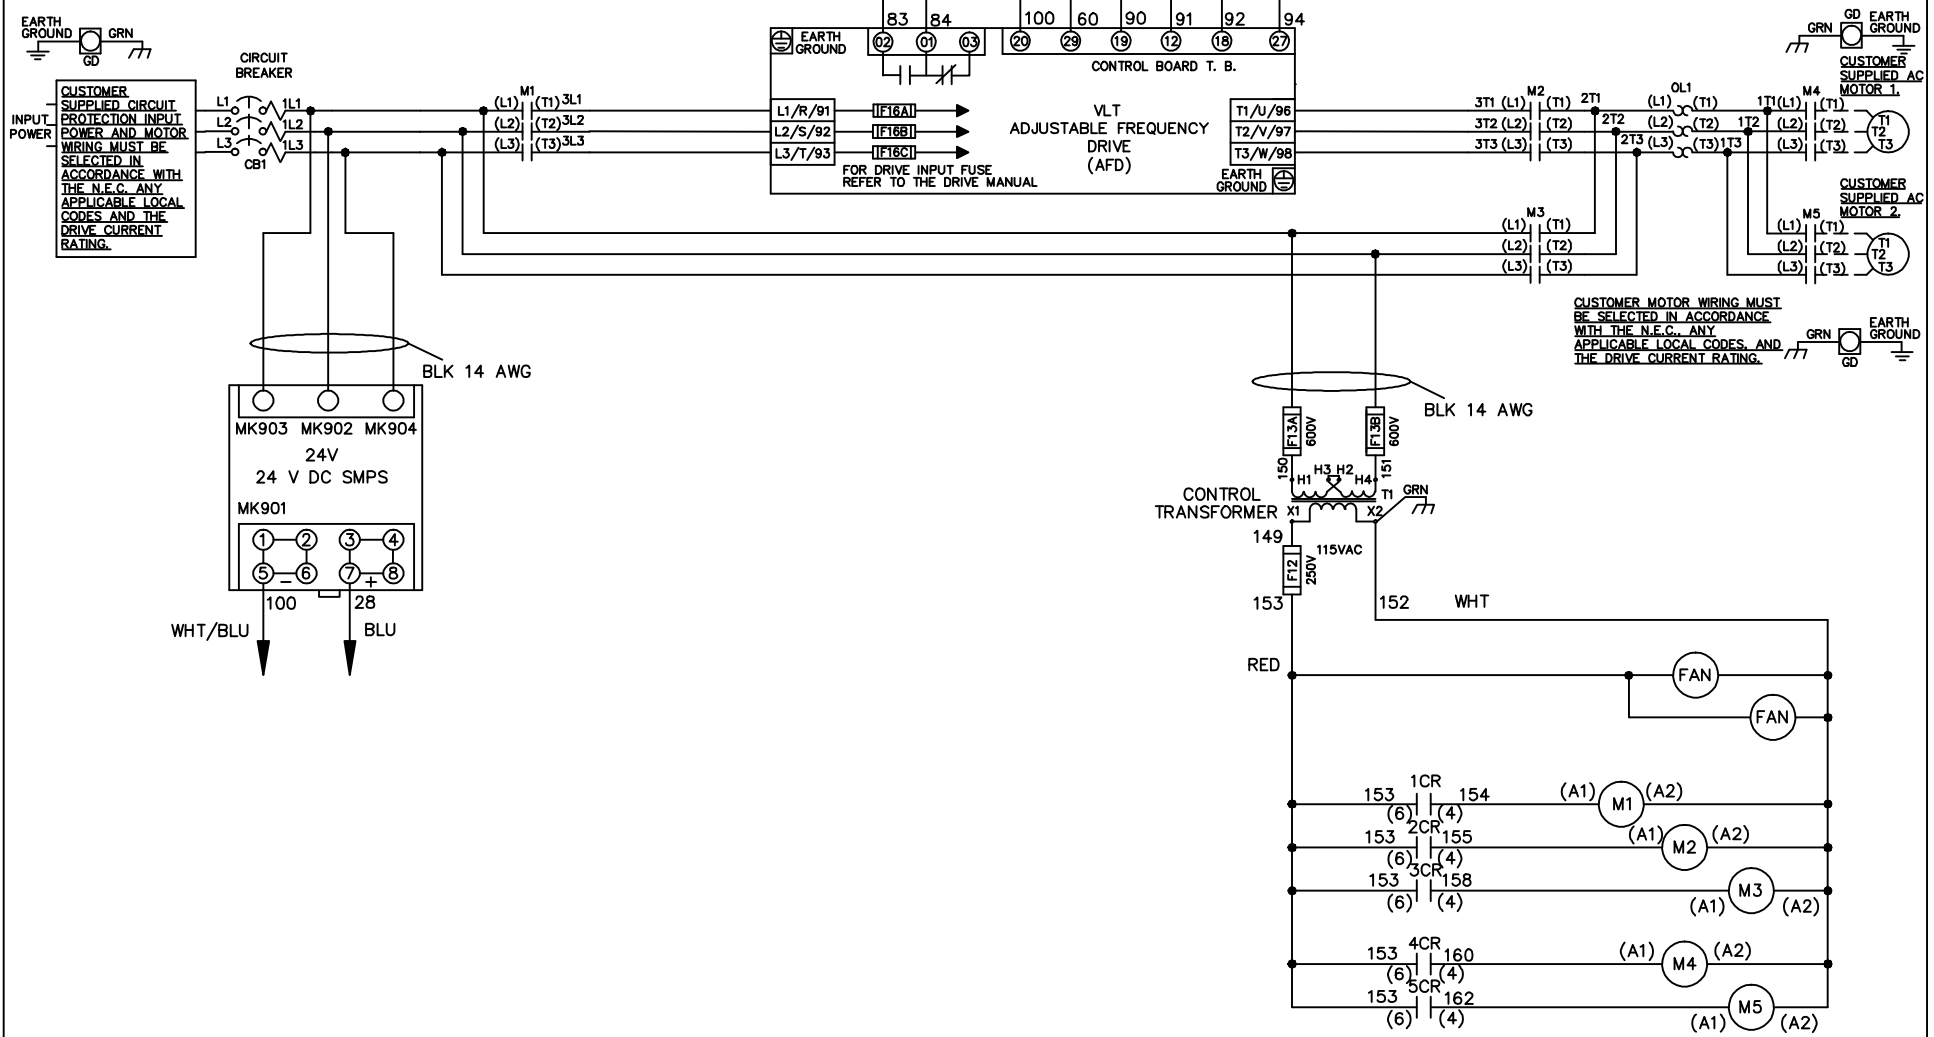 EARTH
GROUND
GRN
GD
CIRCUIT
BREAKER
CUSTOMER
SUPPLIED CIRCUIT
PROTECTION INPUT
POWER AND MOTOR
WIRING MUST BE
SELECTED IN
ACCORDANCE WITH
THE N.E.C. ANY
APPLICABLE LOCAL
CODES AND THE
DRIVE CURRENT
RATING.
INPUT
POWER
L1
L2
L3
1L1
1L2
1L3
CB1
M1
(L1) (T1) 3L1
(L2) (T2) 3L2
(L3) (T3) 3L3
83 84 100 60 90 91 92 94
EARTH
GROUND
02 01 03 20 29 19 12 18 27
CONTROL BOARD T. B.
L1/R/91 F16A
L2/S/92 F16B
L3/T/93 F16C
FOR DRIVE INPUT FUSE
REFER TO THE DRIVE MANUAL
VLT
ADJUSTABLE FREQUENCY
DRIVE
(AFD)
T1/U/96
T2/V/97
T3/W/98
EARTH
GROUND
M2
3T1 (L1) (T1) 2T1
3T2 (L2) (T2) 2T2
3T3 (L3) (T3) 2T3
OL1
(L1) (T1) 1T1
(L2) (T2) 1T2
(L3) (T3) 1T3
M4
(L1) (T1)
(L2) (T2)
(L3) (T3)
T1
T2
T3
GRN
GD
EARTH
GROUND
CUSTOMER
SUPPLIED AC
MOTOR 1.
M3
(L1) (T1)
(L2) (T2)
(L3) (T3)
CUSTOMER
SUPPLIED AC
MOTOR 2.
M5
(L1) (T1)
(L2) (T2)
(L3) (T3)
T1
T2
T3
CUSTOMER MOTOR WIRING MUST
BE SELECTED IN ACCORDANCE
WITH THE N.E.C., ANY
APPLICABLE LOCAL CODES, AND
THE DRIVE CURRENT RATING.
GRN
GD
EARTH
GROUND
BLK 14 AWG
MK903 MK902 MK904
24V
24 V DC SMPS
MK901
1 2 3 4
5 - 6 7 + 8
100 28
WHT/BLU BLU
BLK 14 AWG
F13A 600V
F13B 600V
150 151
H1 H3 H2 H4
T1
GRN
CONTROL
TRANSFORMER
X1 X2
149
115VAC
F12 250V
153
152 WHT
RED
FAN
FAN
1CR
153 154 (A1) M1 (A2)
(6) (4)
2CR
153 155 (A1) M2 (A2)
(6) (4)
3CR
153 158 M3
(6) (4) (A1) (A2)
4CR
153 160 (A1) M4 (A2)
(6) (4)
5CR
153 162 M5
(6) (4) (A1) (A2)